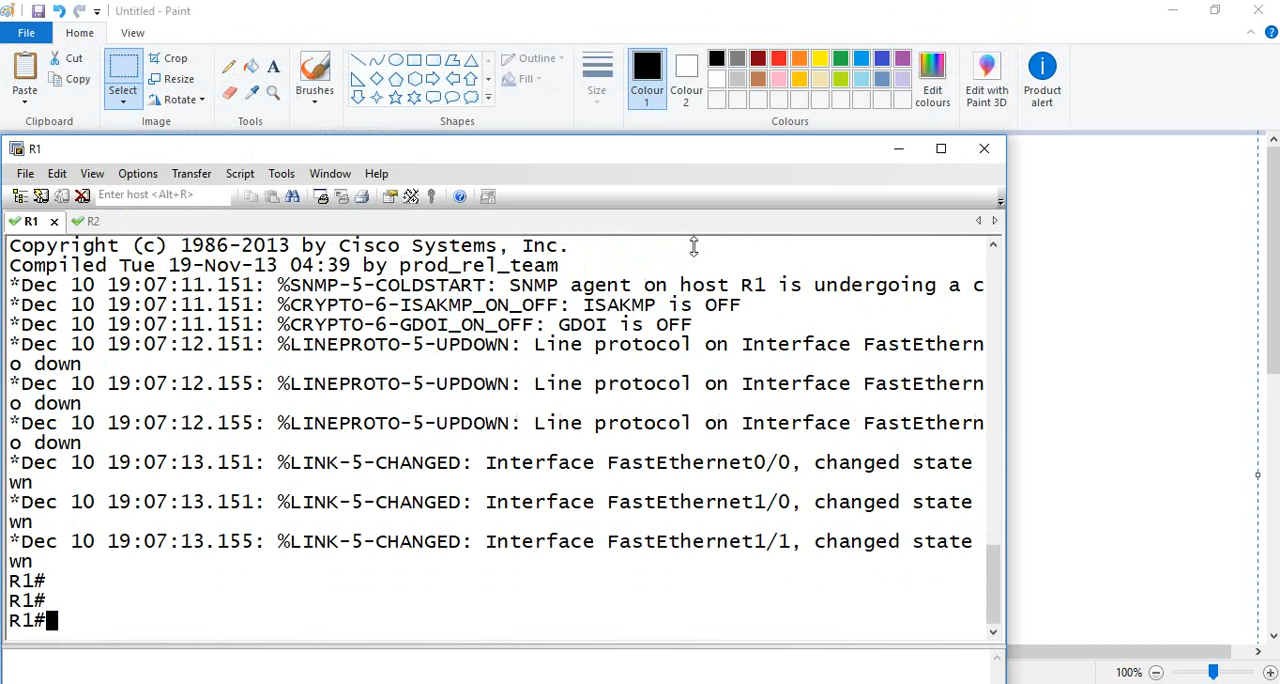 Untitled - Paint
File Home View
Paste
Cut
Copy
Clipboard
Select
Crop
Resize
Rotate
Image
Tools
Brushes
Shapes
Outline
Fill
Size
Colour 1
Colour 2
Edit colours
Colours
Edit with Paint 3D
Product alert
R1
File Edit View Options Transfer Script Tools Window Help
Enter host <Alt+R>
R1 R2
Copyright (c) 1986-2013 by Cisco Systems, Inc.
Compiled Tue 19-Nov-13 04:39 by prod_rel_team
*Dec 10 19:07:11.151: %SNMP-5-COLDSTART: SNMP agent on host R1 is undergoing a c
*Dec 10 19:07:11.151: %CRYPTO-6-ISAKMP_ON_OFF: ISAKMP is OFF
*Dec 10 19:07:11.151: %CRYPTO-6-GDOI_ON_OFF: GDOI is OFF
*Dec 10 19:07:12.151: %LINEPROTO-5-UPDOWN: Line protocol on Interface FastEthern
o down
*Dec 10 19:07:12.155: %LINEPROTO-5-UPDOWN: Line protocol on Interface FastEthern
o down
*Dec 10 19:07:12.155: %LINEPROTO-5-UPDOWN: Line protocol on Interface FastEthern
o down
*Dec 10 19:07:13.151: %LINK-5-CHANGED: Interface FastEthernet0/0, changed state
wn
*Dec 10 19:07:13.151: %LINK-5-CHANGED: Interface FastEthernet1/0, changed state
wn
*Dec 10 19:07:13.155: %LINK-5-CHANGED: Interface FastEthernet1/1, changed state
wn
R1#
R1#
R1#
100%